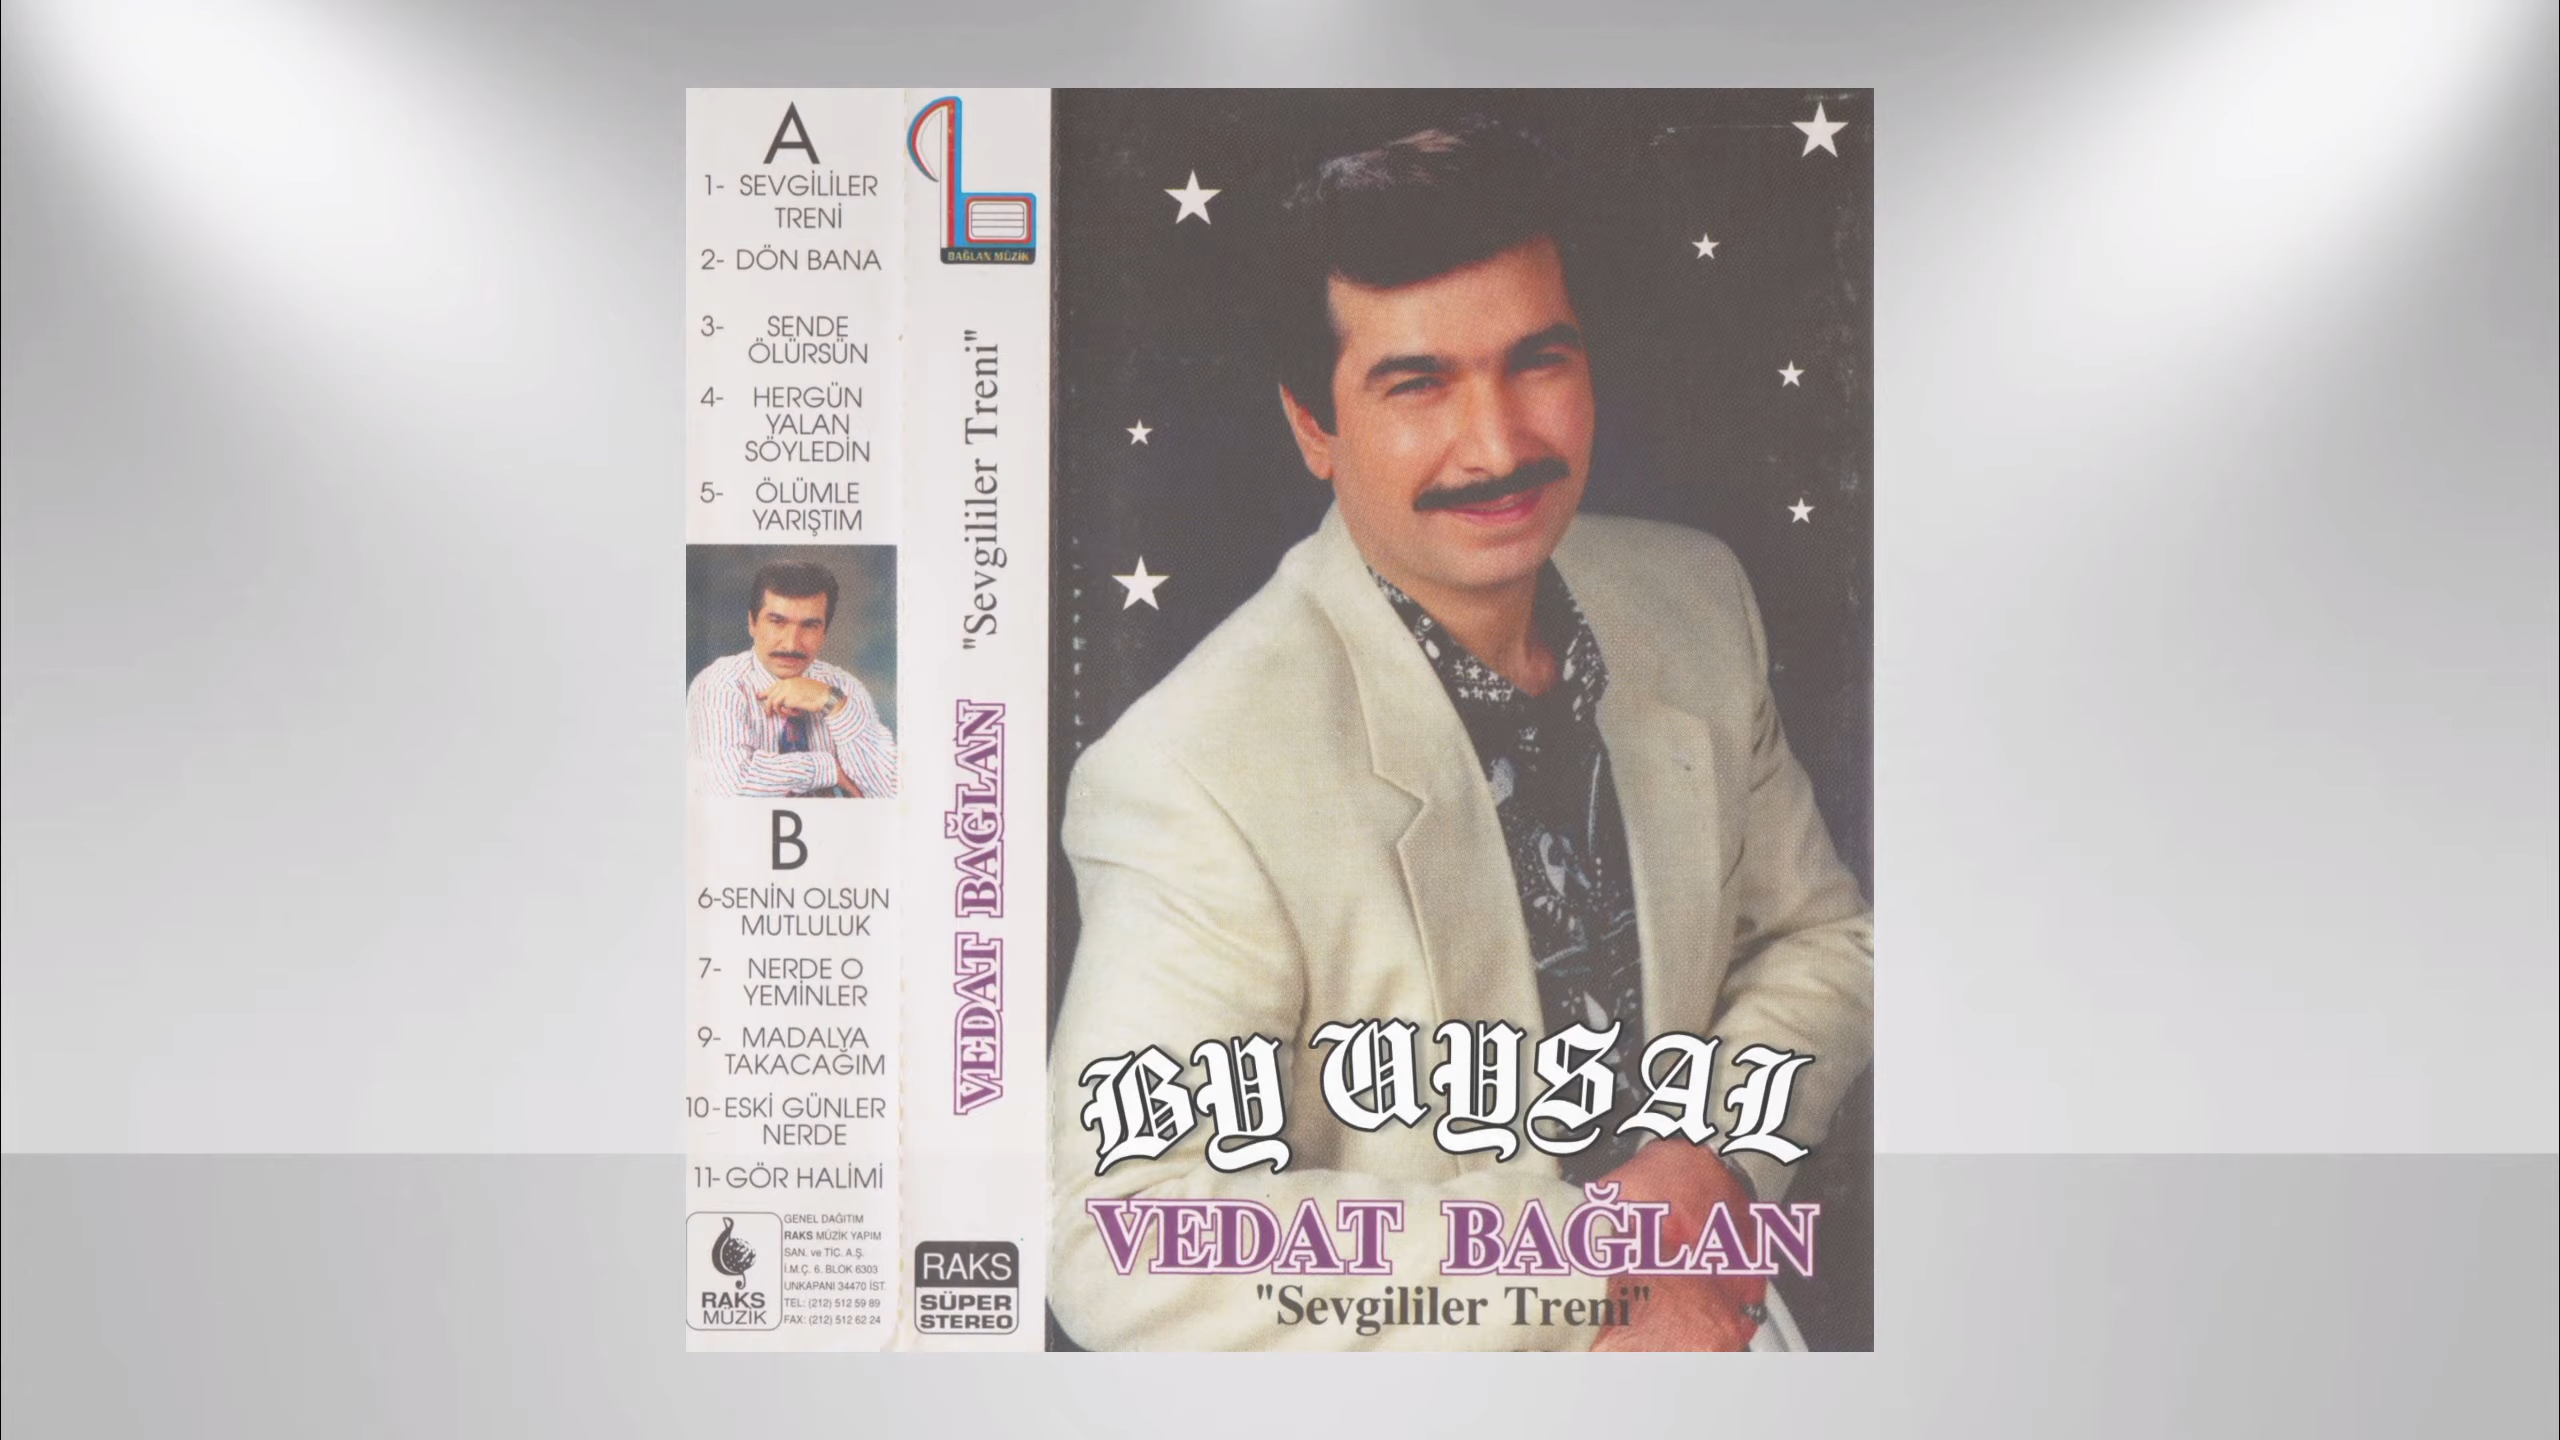 A
1- SEVGİLİLER
TRENİ
2- DÖN BANA
3- SENDE
ÖLÜRSÜN
4- HERGÜN
YALAN
SÖYLEDİN
5- ÖLÜMLE
YARIŞTIM
B
6-SENİN OLSUN
MUTLULUK
7- NERDE O
YEMİNLER
9- MADALYA
TAKACAĞIM
10-ESKİ GÜNLER
NERDE
11-GÖR HALİMİ
RAKS
MÜZİK
GENEL DAĞITIM
RAKS MÜZİK YAPIM
SAN. ve TİC. A.Ş.
İ.M.Ç. 6. BLOK 6303
UNKAPANI 34470 İST.
TEL: (212) 512 59 89
FAX: (212) 512 62 24
BAĞLAN MÜZİK
VEDAT BAĞLAN "Sevgililer Treni"
RAKS
SÜPER
STEREO
BY UYSAL
VEDAT BAĞLAN
"Sevgililer Treni"